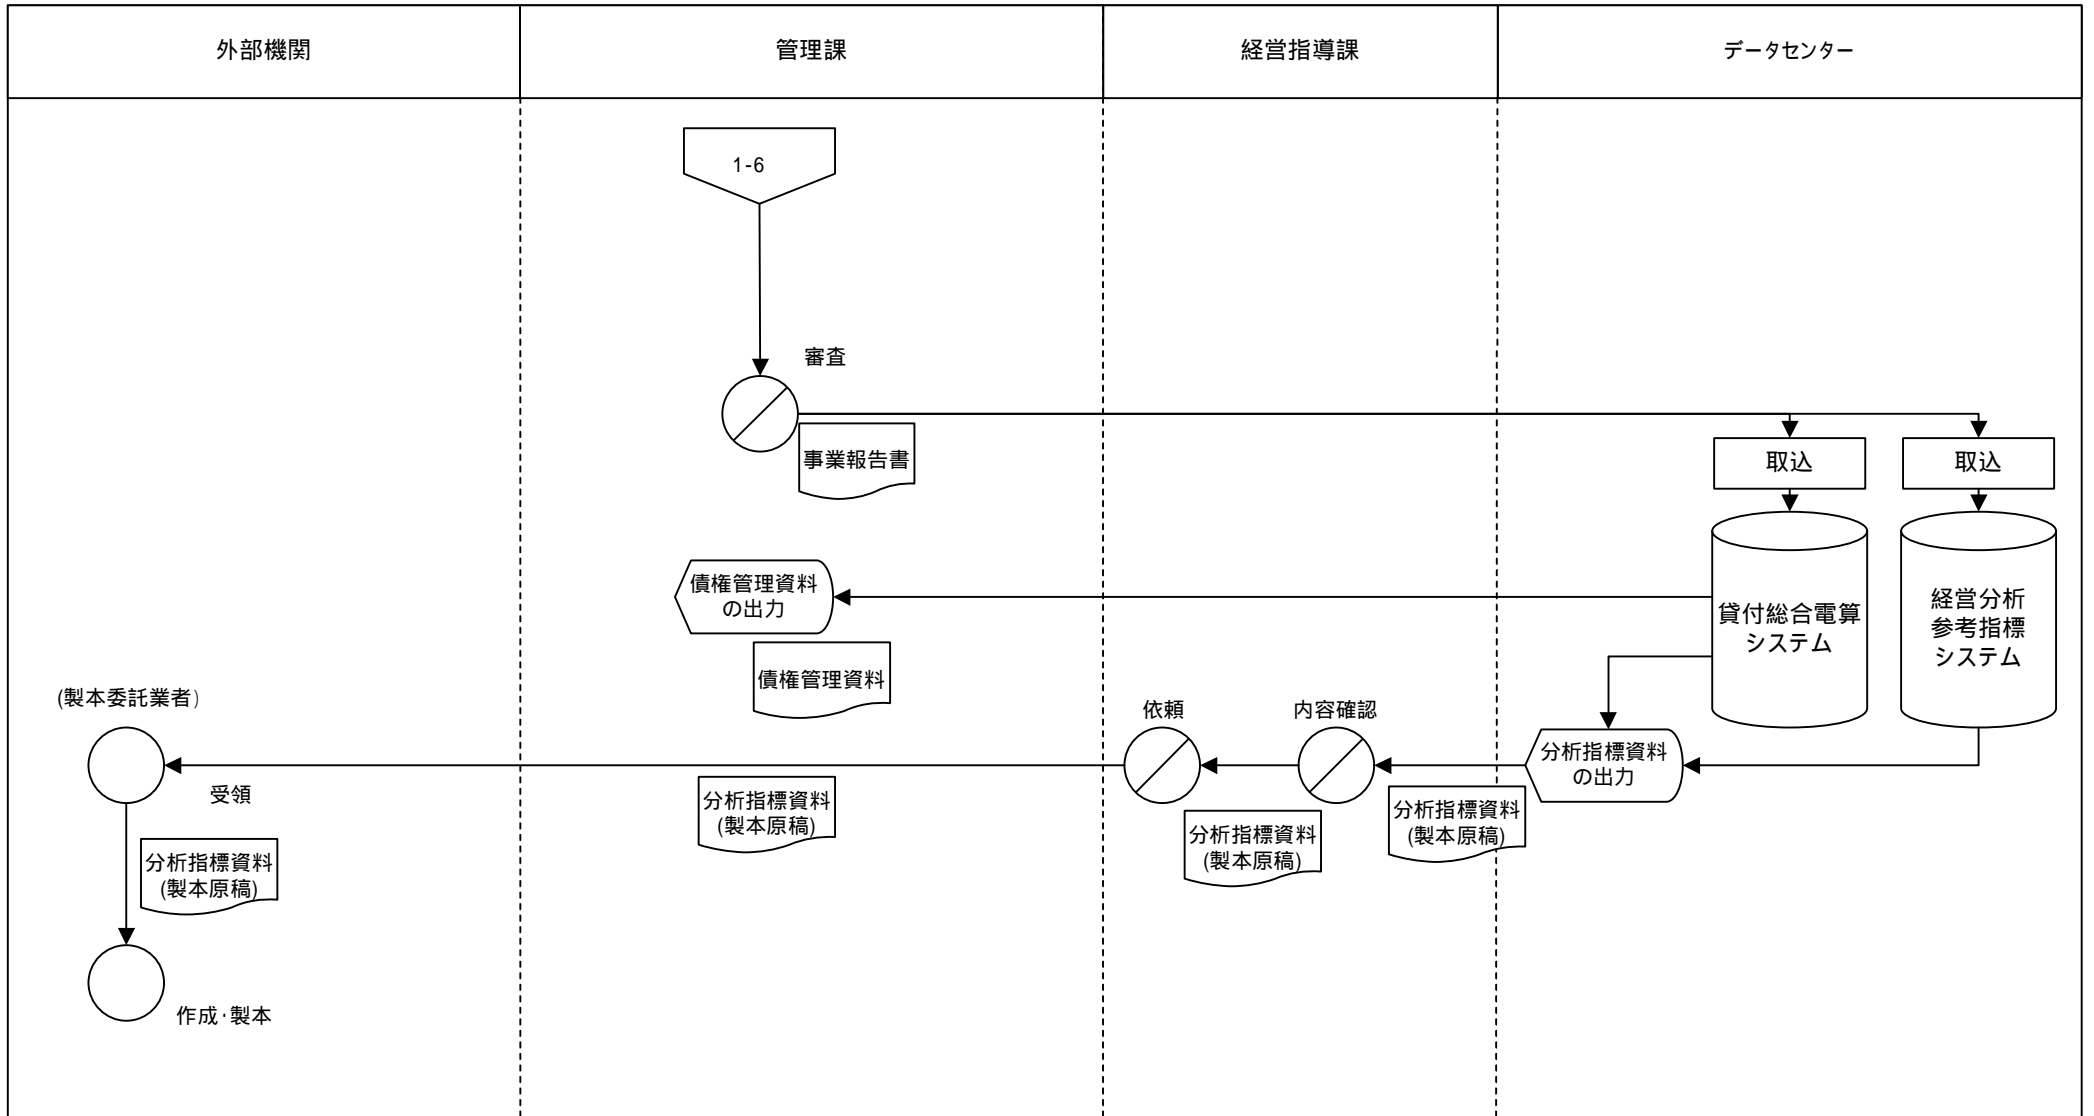 外部機関
管理課
経営指導課
データセンター
1-6
審査
事業報告書
取込
取込
債権管理資料
の出力
債権管理資料
貸付総合電算
システム
経営分析
参考指標
システム
(製本委託業者)
依頼
内容確認
分析指標資料
の出力
受領
分析指標資料
(製本原稿)
分析指標資料
(製本原稿)
分析指標資料
(製本原稿)
分析指標資料
(製本原稿)
作成・製本